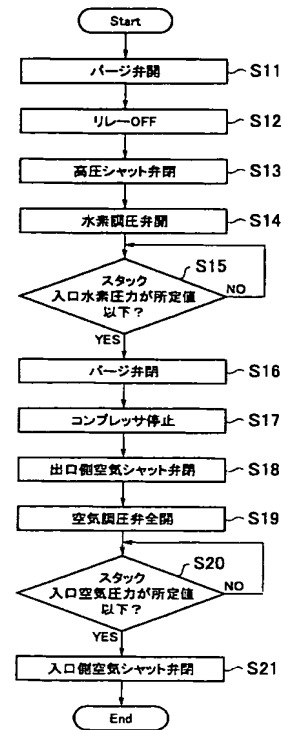 Start
パージ弁開
S11
リレーOFF
S12
高圧シャット弁閉
S13
水素調圧弁開
S14
スタック
入口水素圧力が所定値
以下？
S15
NO
YES
パージ弁閉
S16
コンプレッサ停止
S17
出口側空気シャット弁閉
S18
空気調圧弁全開
S19
スタック
入口空気圧力が所定値
以下？
S20
NO
YES
入口側空気シャット弁閉
S21
End